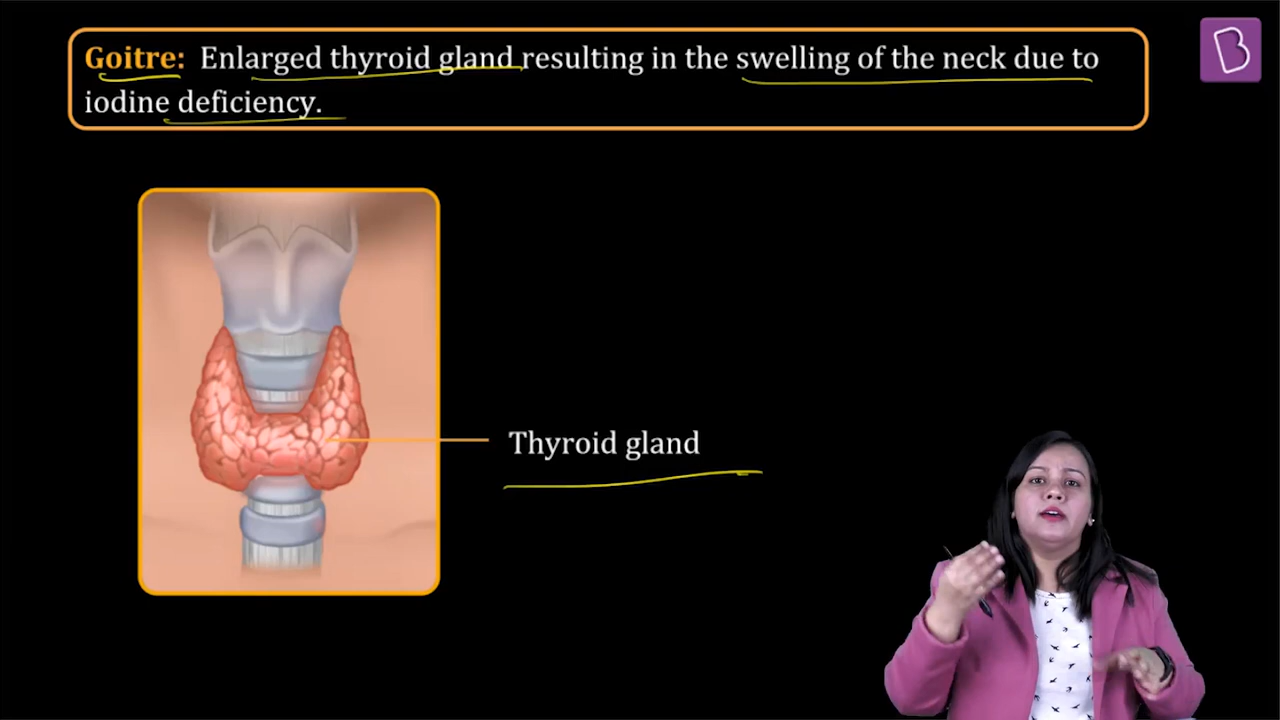 Goitre: Enlarged thyroid gland resulting in the swelling of the neck due to
iodine deficiency.
Thyroid gland
B